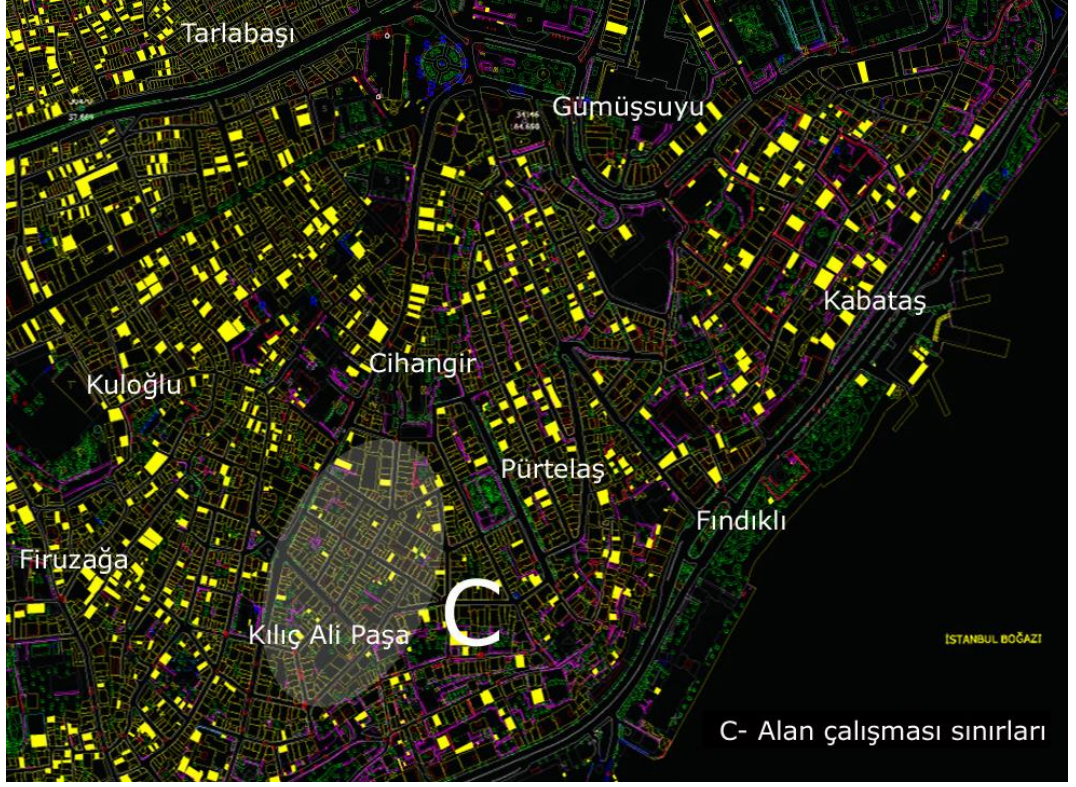 Tarlabaşı
Gümüşsuyu
Kabataş
Cihangir
Kuloğlu
Pürtelaş
Fındıklı
Firuzağa
C
Kılıç Ali Paşa
İSTANBUL BOĞAZI
C- Alan çalışması sınırları